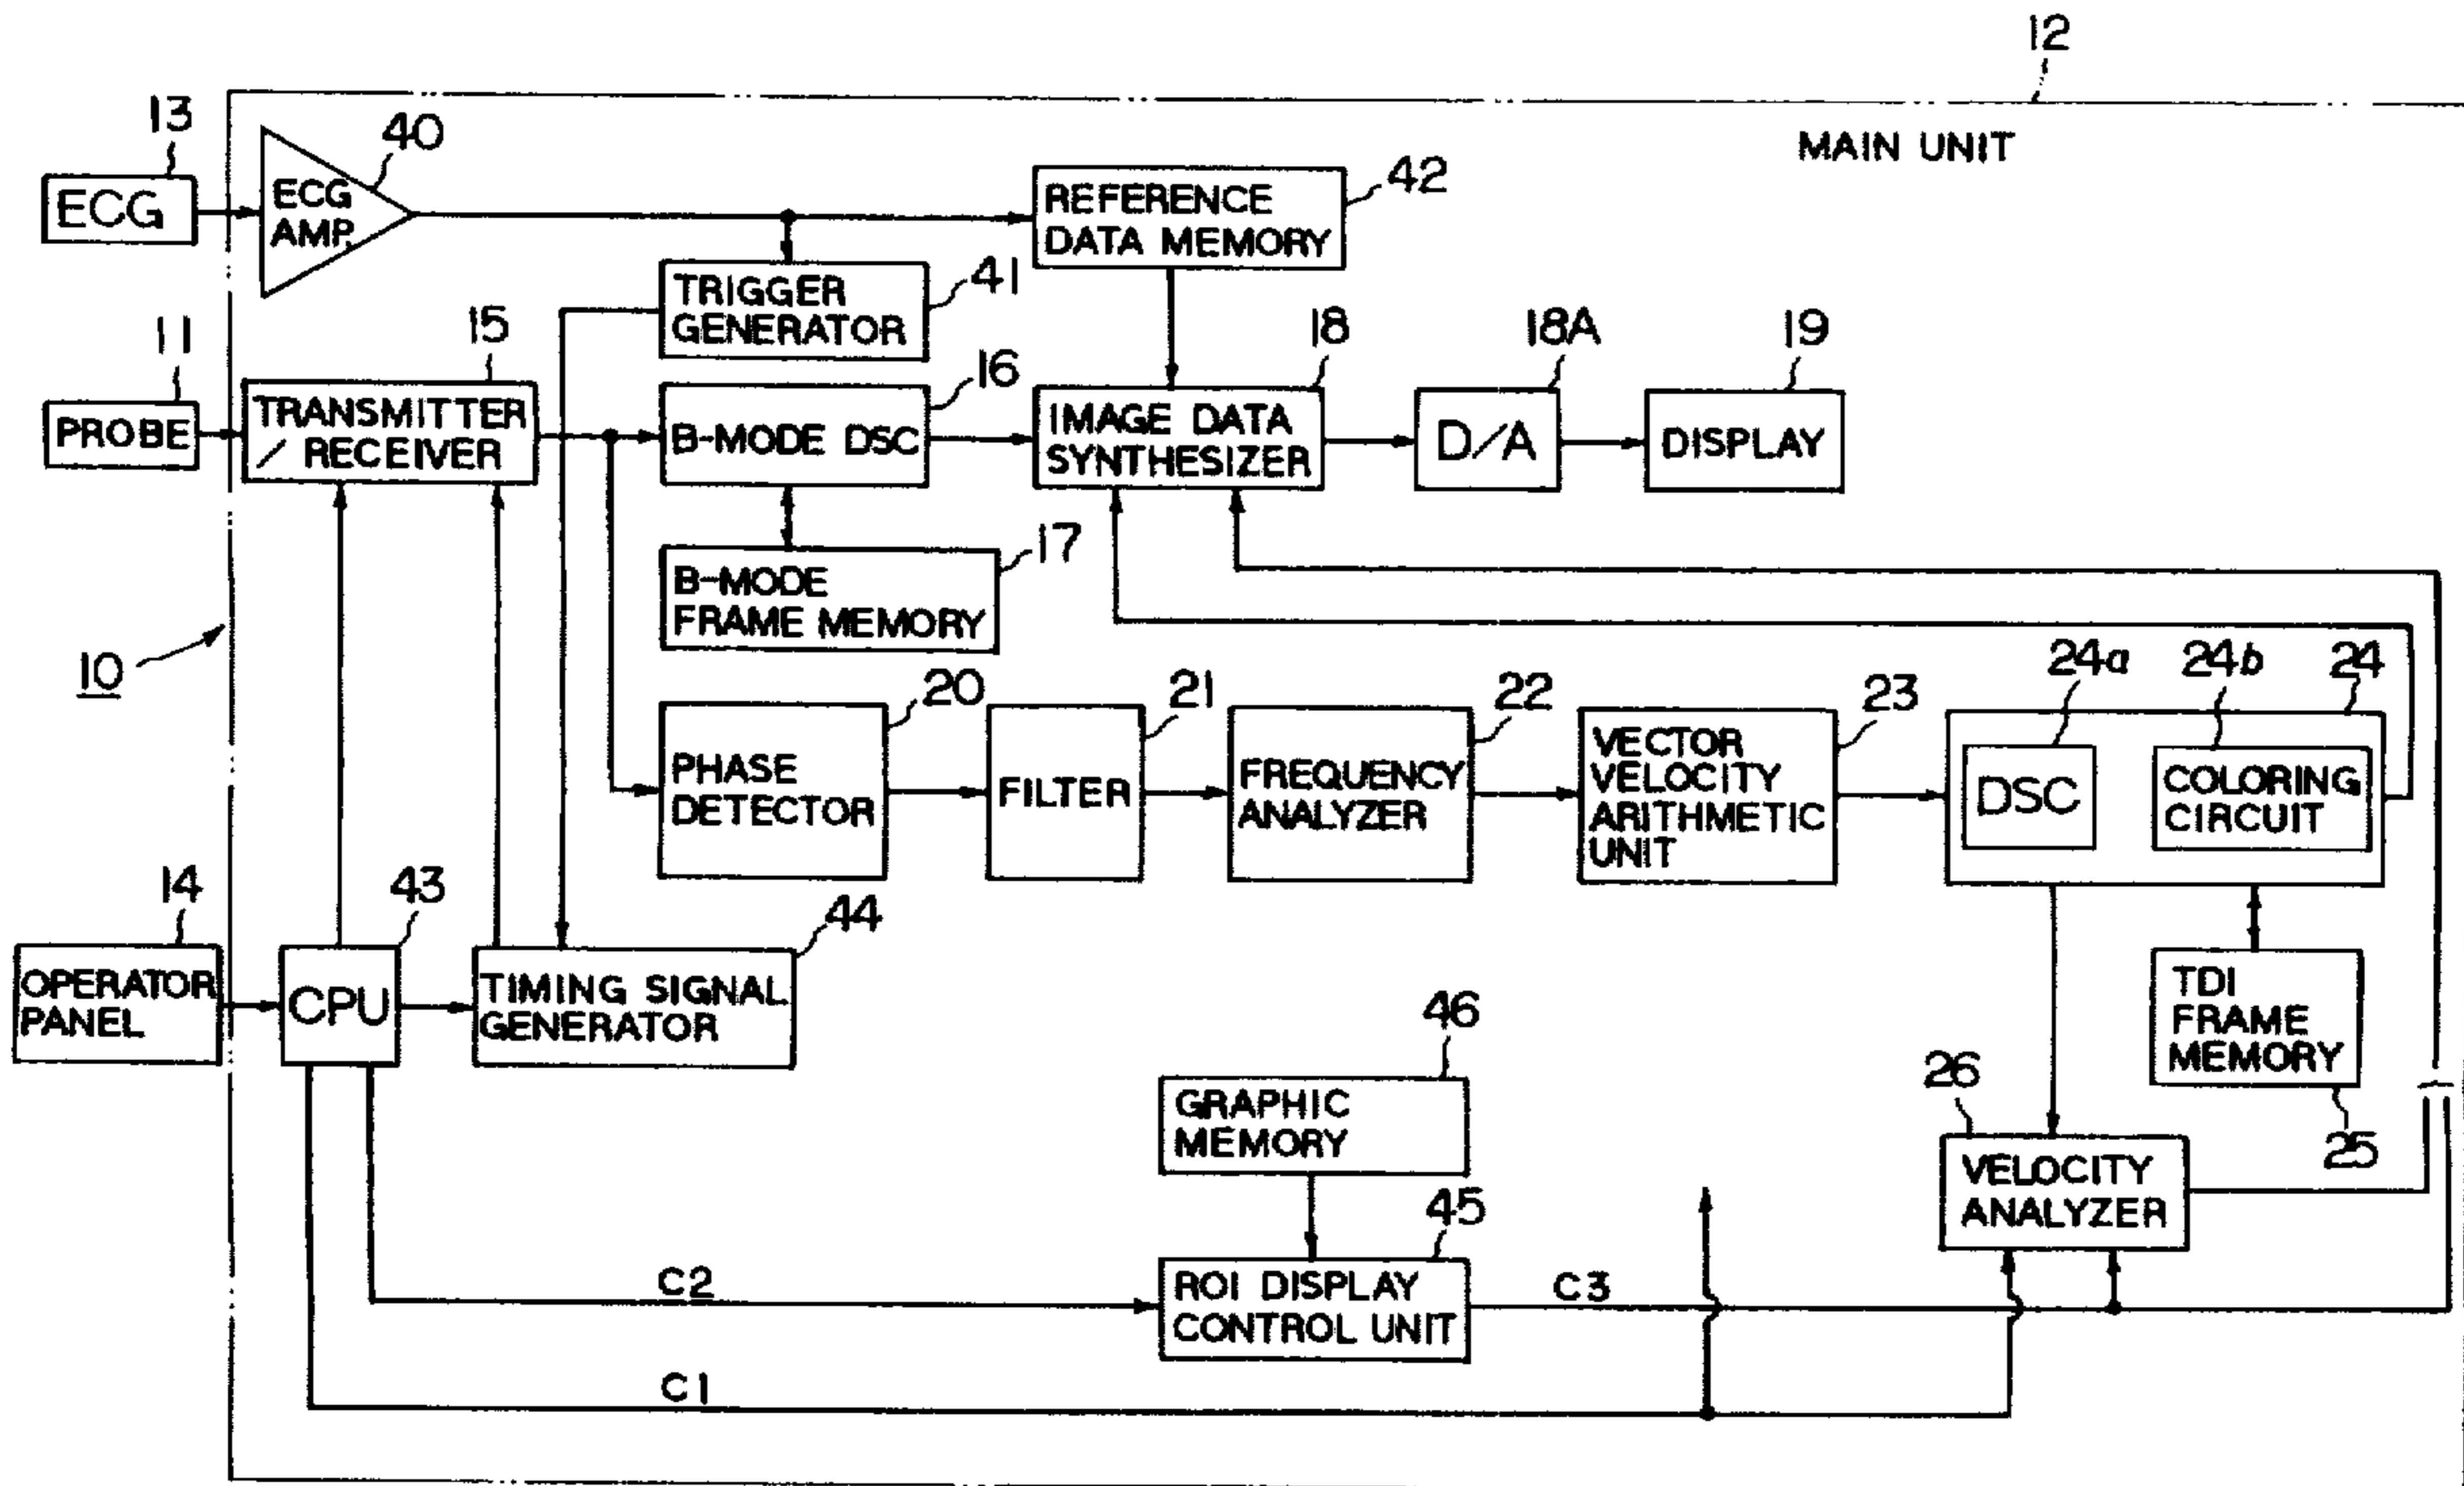 12
MAIN UNIT
13
ECG
40
ECG
AMP.
REFERENCE
DATA MEMORY
42
TRIGGER
GENERATOR
41
11
PROBE
15
TRANSMITTER
/ RECEIVER
16
B-MODE DSC
18
IMAGE DATA
SYNTHESIZER
18A
D/A
19
DISPLAY
17
B-MODE
FRAME MEMORY
10
20
PHASE
DETECTOR
21
FILTER
22
FREQUENCY
ANALYZER
23
VECTOR
VELOCITY
ARITHMETIC
UNIT
24a
DSC
24b
COLORING
CIRCUIT
24
14
OPERATOR
PANEL
43
CPU
44
TIMING SIGNAL
GENERATOR
TDI
FRAME
MEMORY
25
46
GRAPHIC
MEMORY
26
VELOCITY
ANALYZER
45
ROI DISPLAY
CONTROL UNIT
C2
C3
C1